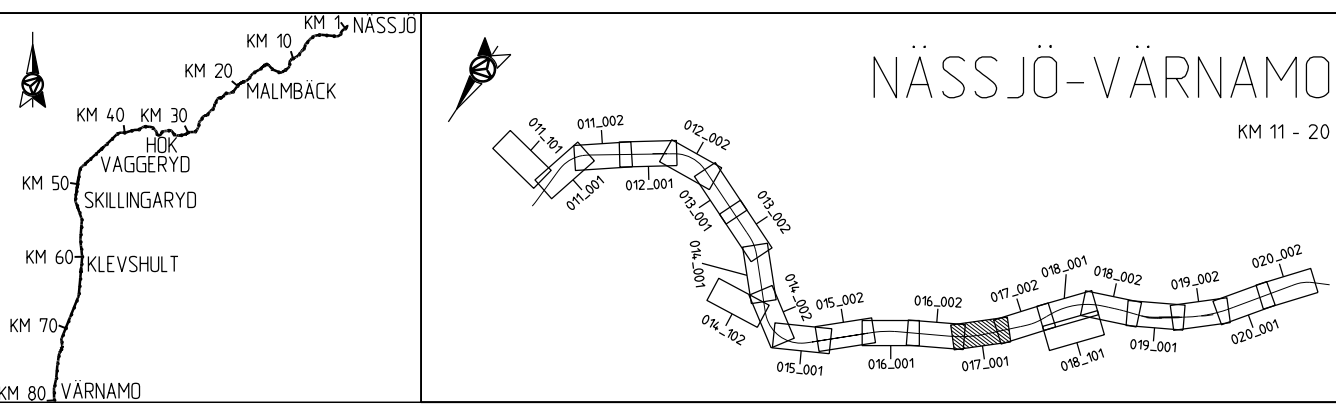 KM 1 NÄSSJÖ
KM 10
KM 20
MALMBÄCK
KM 40 KM 30
HOK
VAGGERYD
KM 50
SKILLINGARYD
KM 60 KLEVSHULT
KM 70
KM 80 VÄRNAMO
NÄSSJÖ-VÄRNAMO
KM 11 - 20
011_101
011_002
011_001
012_002
012_001
013_001
013_002
014_001
014_002
014_102
015_002
015_001
016_002
016_001
017_002
017_001
018_001
018_002
018_101
019_002
019_001
020_002
020_001